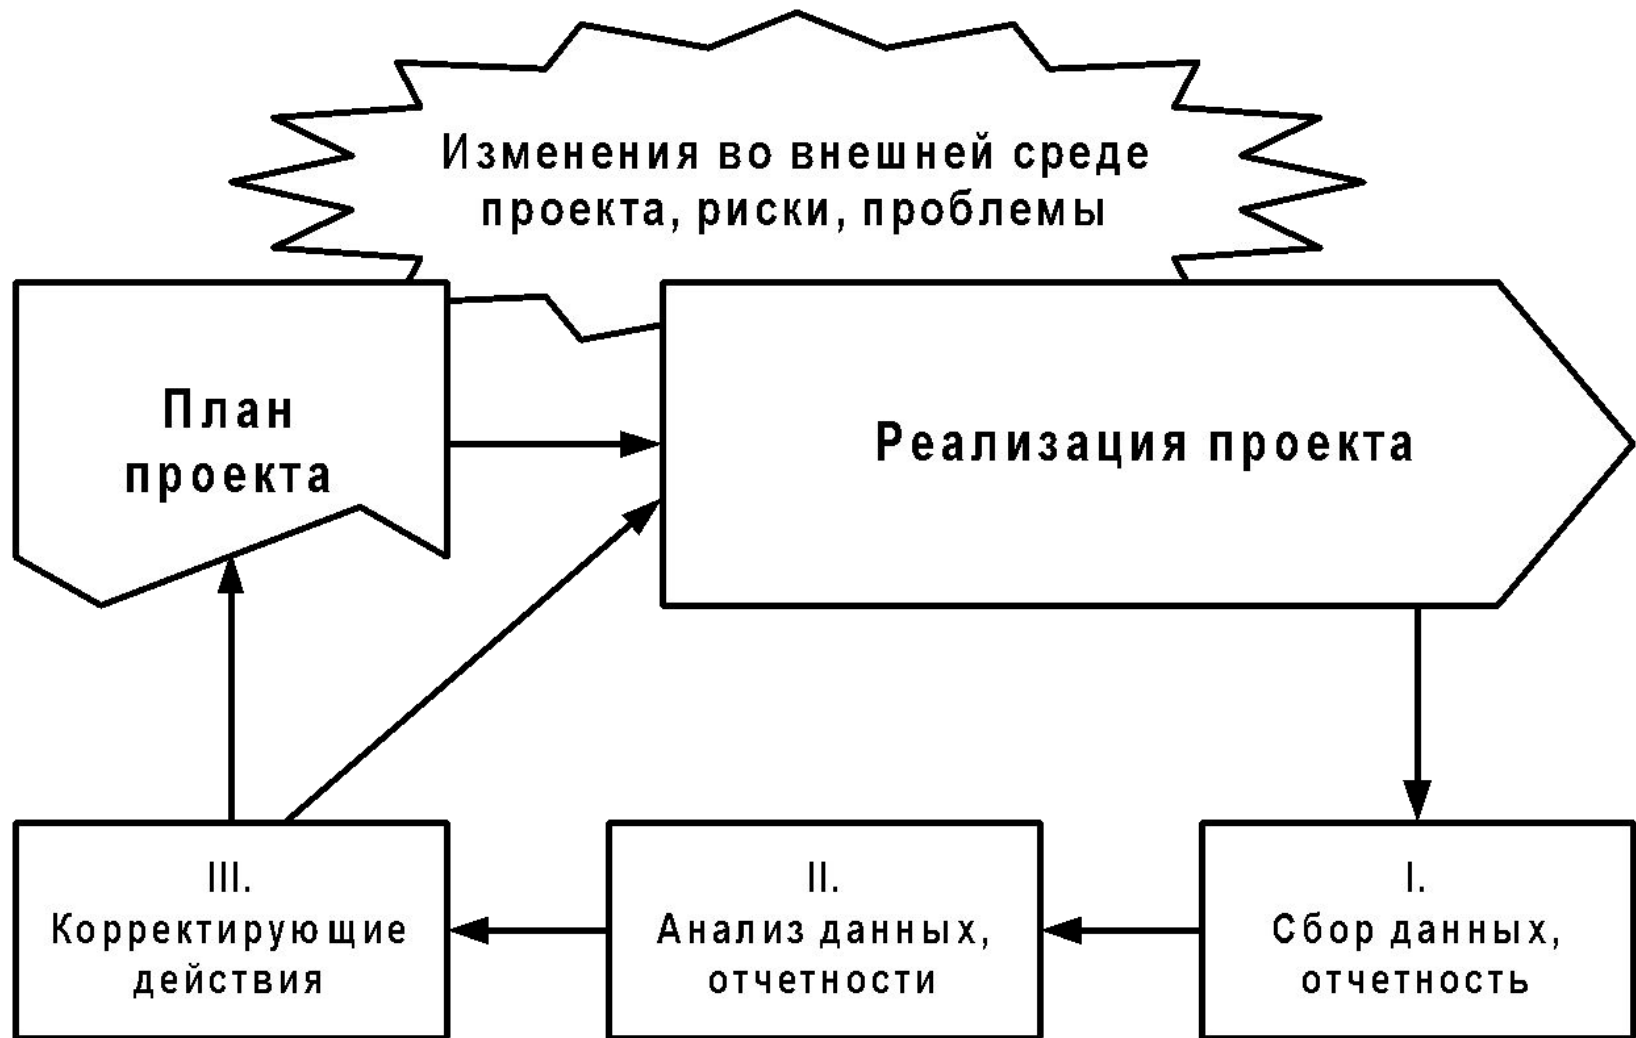 Изменения во внешней среде
проекта, риски, проблемы
План
проекта
Реализация проекта
III.
Корректирующие
действия
II.
Анализ данных,
отчетности
I.
Сбор данных,
отчетность